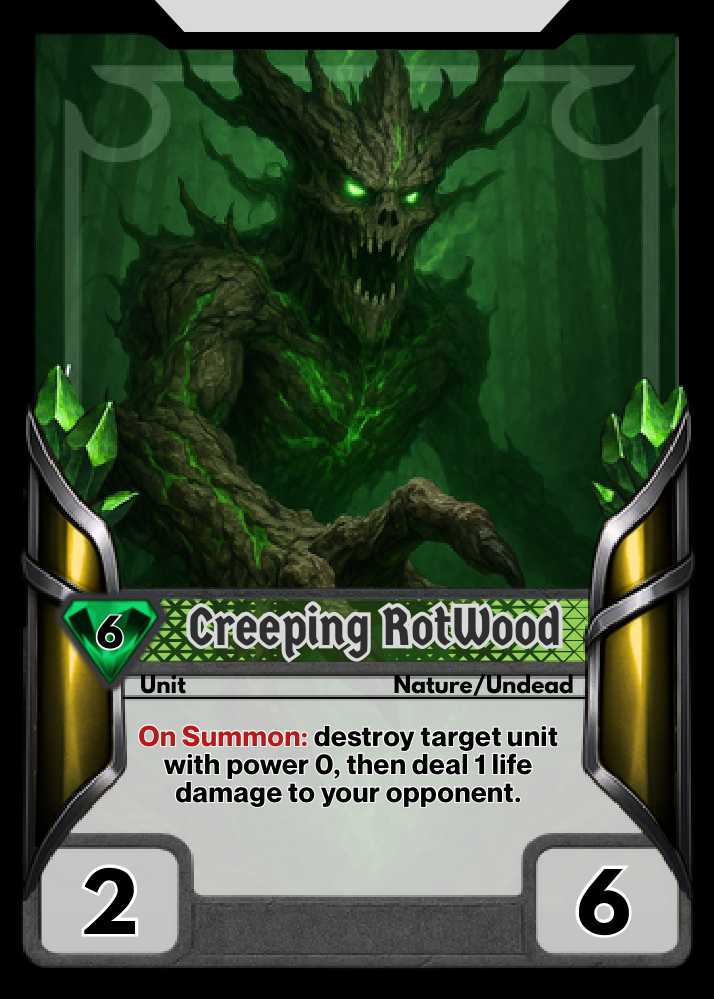 6
Creeping RotWood
Unit
Nature/Undead
On Summon: destroy target unit
with power 0, then deal 1 life
damage to your opponent.
2
6